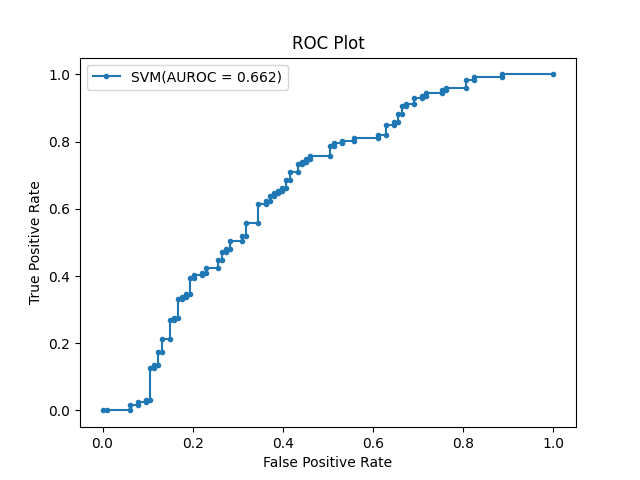 ROC Plot
SVM(AUROC = 0.662)
True Positive Rate
1.0
0.8
0.6
0.4
0.2
0.0
0.0 0.2 0.4 0.6 0.8 1.0
False Positive Rate